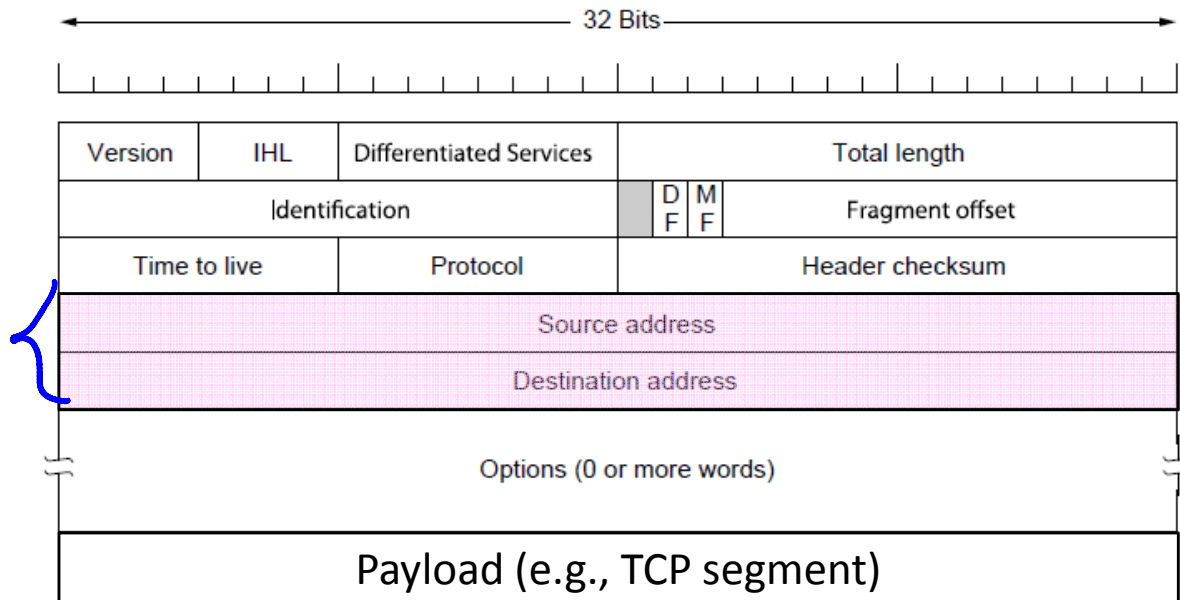 32 Bits
Version IHL Differentiated Services Total length
Identification D F M F Fragment offset
Time to live Protocol Header checksum
Source address
Destination address
Options (0 or more words)
Payload (e.g., TCP segment)